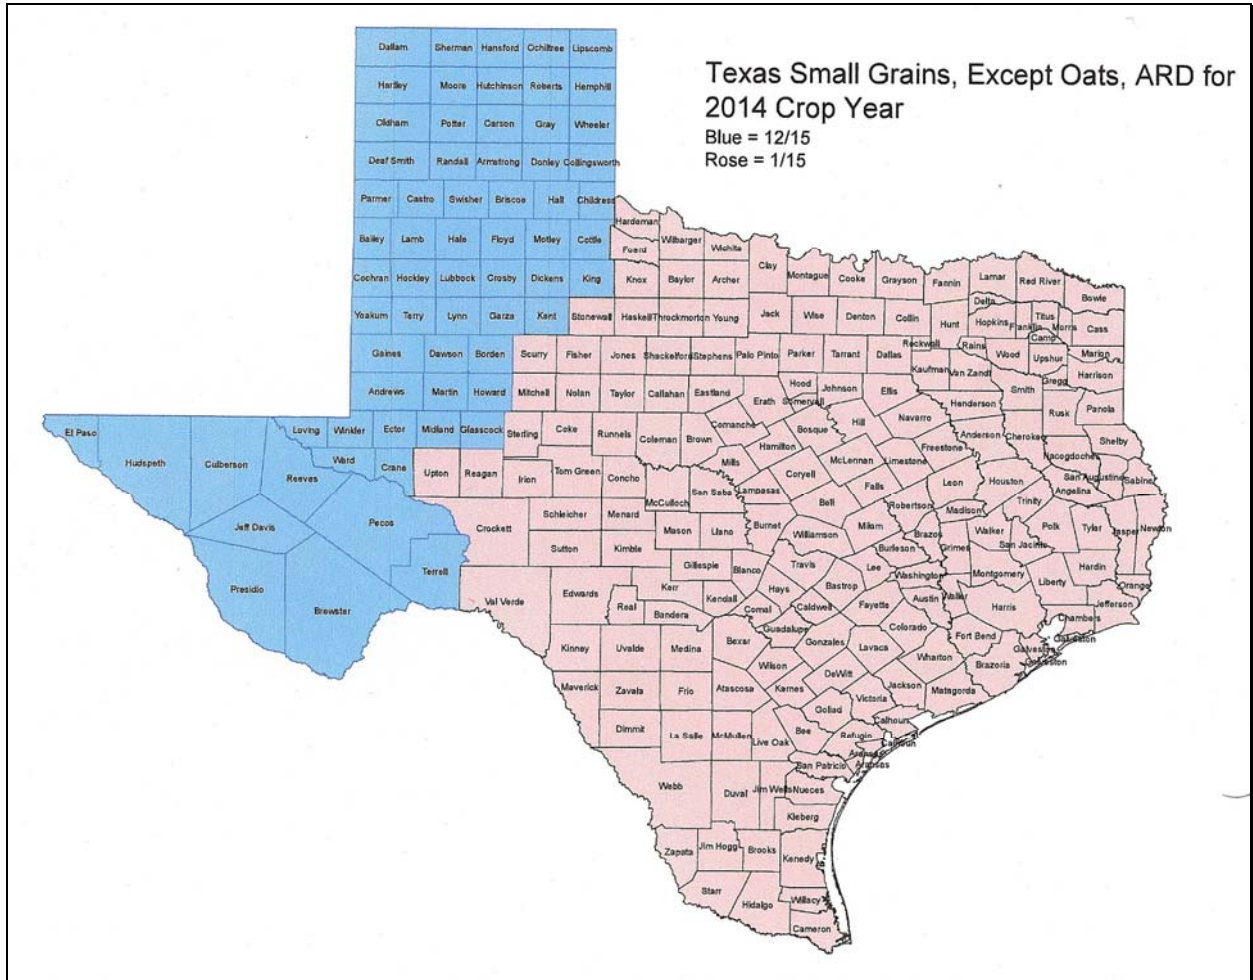 Texas Small Grains, Except Oats, ARD for
2014 Crop Year
Blue = 12/15
Rose = 1/15
Dallam Sherman Hansford Ochiltree Lipscomb
Hartley Moore Hutchinson Roberts Hemphill
Oldham Potter Carson Gray Wheeler
Deaf Smith Randall Armstrong Donley Collingsworth
Parmer Castro Swisher Briscoe Hall Childress
Hardeman
Bailey Lamb Hale Floyd Motley Cottle
Foard Wilbarger Wichita
Clay Montague Cooke Grayson Fannin Lamar Red River Bowie
Cochran Hockley Lubbock Crosby Dickens King Knox Baylor Archer
Delta Titus
Yoakum Terry Lynn Garza Kent Stonewall Haskell Throckmorton Young Jack Wise Denton Collin Hunt Hopkins Franklin Morris Cass
Rockwall Rains Camp
Gaines Dawson Borden Scurry Fisher Jones Shackelford Stephens Palo Pinto Parker Tarrant Dallas Kaufman Van Zandt Wood Upshur Marion
Gregg Harrison
Andrews Martin Howard Mitchell Nolan Taylor Callahan Eastland Erath Hood Somervell Johnson Ellis Henderson Smith Rusk Panola
El Paso Loving Winkler Ector Midland Glasscock Sterling Coke Runnels Coleman Brown Comanche Bosque Hill Navarro Anderson Cherokee Shelby
Hudspeth Culberson Reeves Ward Crane Upton Reagan Irion Tom Green Concho McCulloch San Saba Mills Hamilton Coryell McLennan Limestone Freestone Leon Houston Nacogdoches San Augustine Sabine
Lampasas Bell Falls Robertson Madison Trinity Angelina
Jeff Davis Pecos Crockett Schleicher Menard Mason Llano Burnet Williamson Milam Brazos Grimes Walker San Jacinto Polk Tyler Jasper Newton
Sutton Kimble Gillespie Blanco Travis Lee Burleson Washington Montgomery Liberty Hardin Orange
Presidio Brewster Terrell Val Verde Edwards Real Kerr Bandera Kendall Comal Hays Caldwell Bastrop Fayette Austin Waller Harris Chambers Jefferson
Guadalupe Colorado Fort Bend Galveston Galveston
Galveston
Kinney Uvalde Medina Bexar Wilson Gonzales Lavaca Wharton Brazoria
Maverick Zavala Frio Atascosa Karnes DeWitt Victoria Jackson Matagorda
Goliad Calhoun
Dimmit La Salle McMullen Live Oak Bee Refugio Calhoun
Aransas
San Patricio Aransas
Webb Duval Jim Wells Nueces
Kleberg
Zapata Jim Hogg Brooks Kenedy
Starr Hidalgo Willacy
Cameron